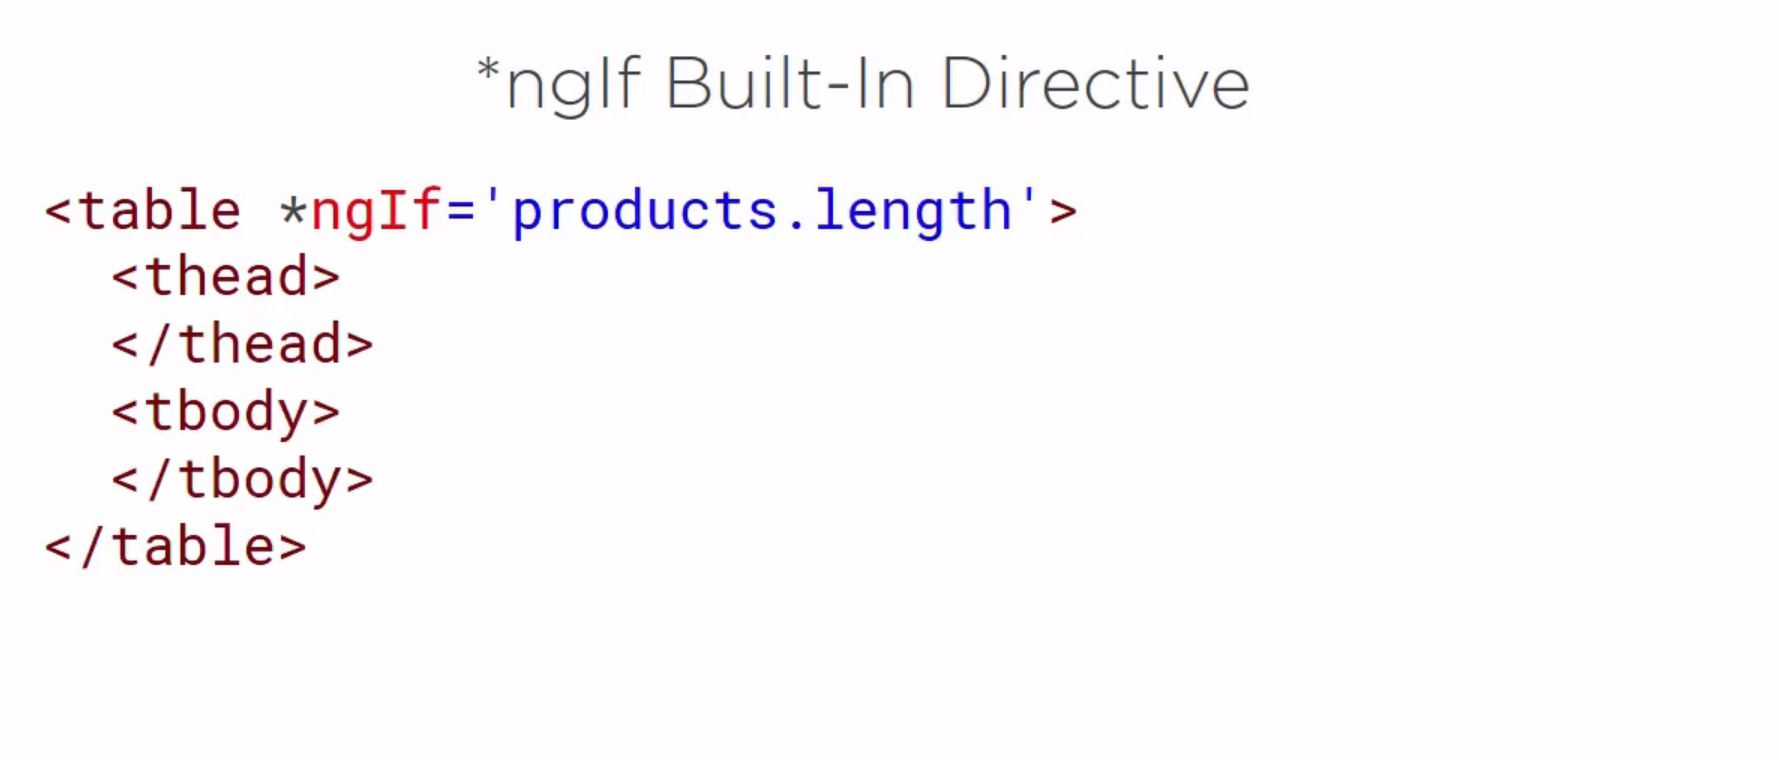 *ngIf Built-In Directive
<table *ngIf='products.length'>
  <thead>
  </thead>
  <tbody>
  </tbody>
</table>